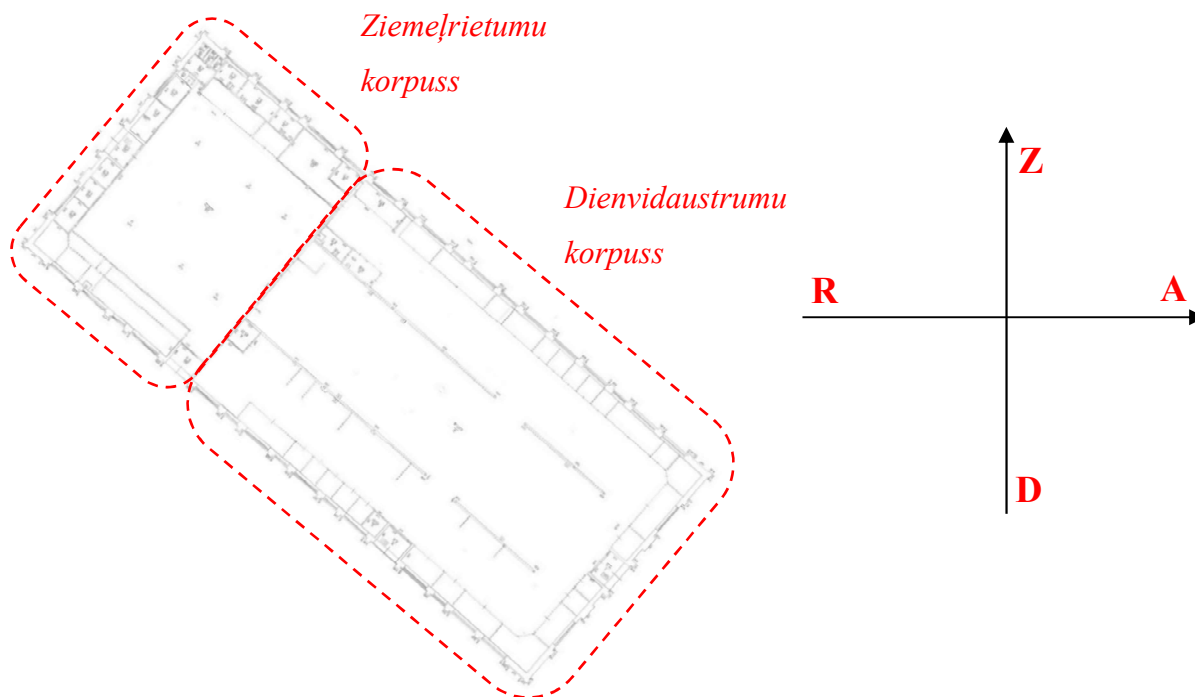 Ziemeļrietumu
korpuss
Dienvidaustrumu
korpuss
Z
R
A
D